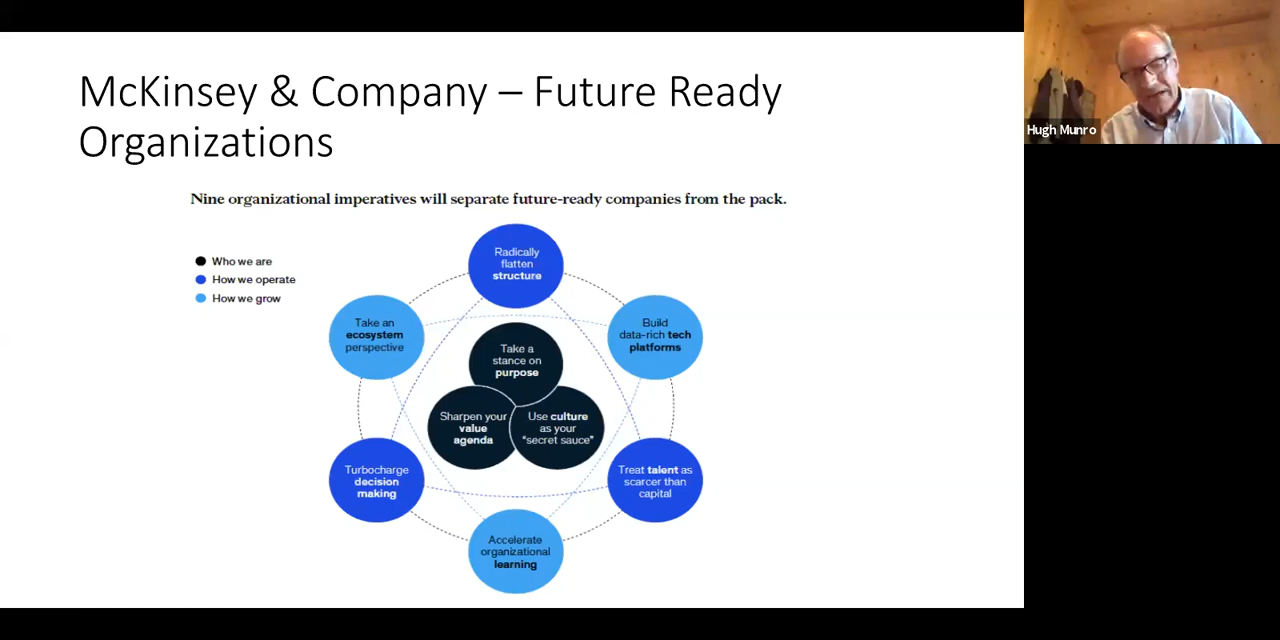 McKinsey & Company – Future Ready
Organizations
Nine organizational imperatives will separate future-ready companies from the pack.
Who we are
How we operate
How we grow
Radically
flatten
structure
Take an
ecosystem
perspective
Build
data-rich tech
platforms
Take a
stance on
purpose
Sharpen your
value
agenda
Use culture
as your
"secret sauce"
Turbocharge
decision
making
Treat talent as
scarcer than
capital
Accelerate
organizational
learning
Hugh Munro